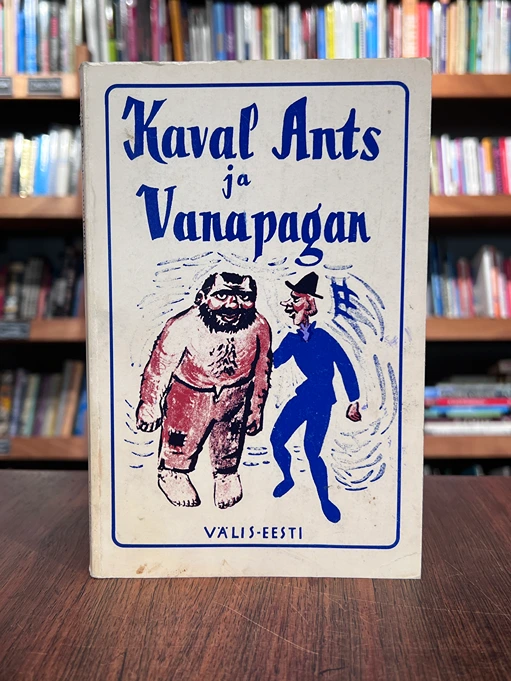 Kaval Ants
ja
Vanapagan
VÄLIS-EESTI